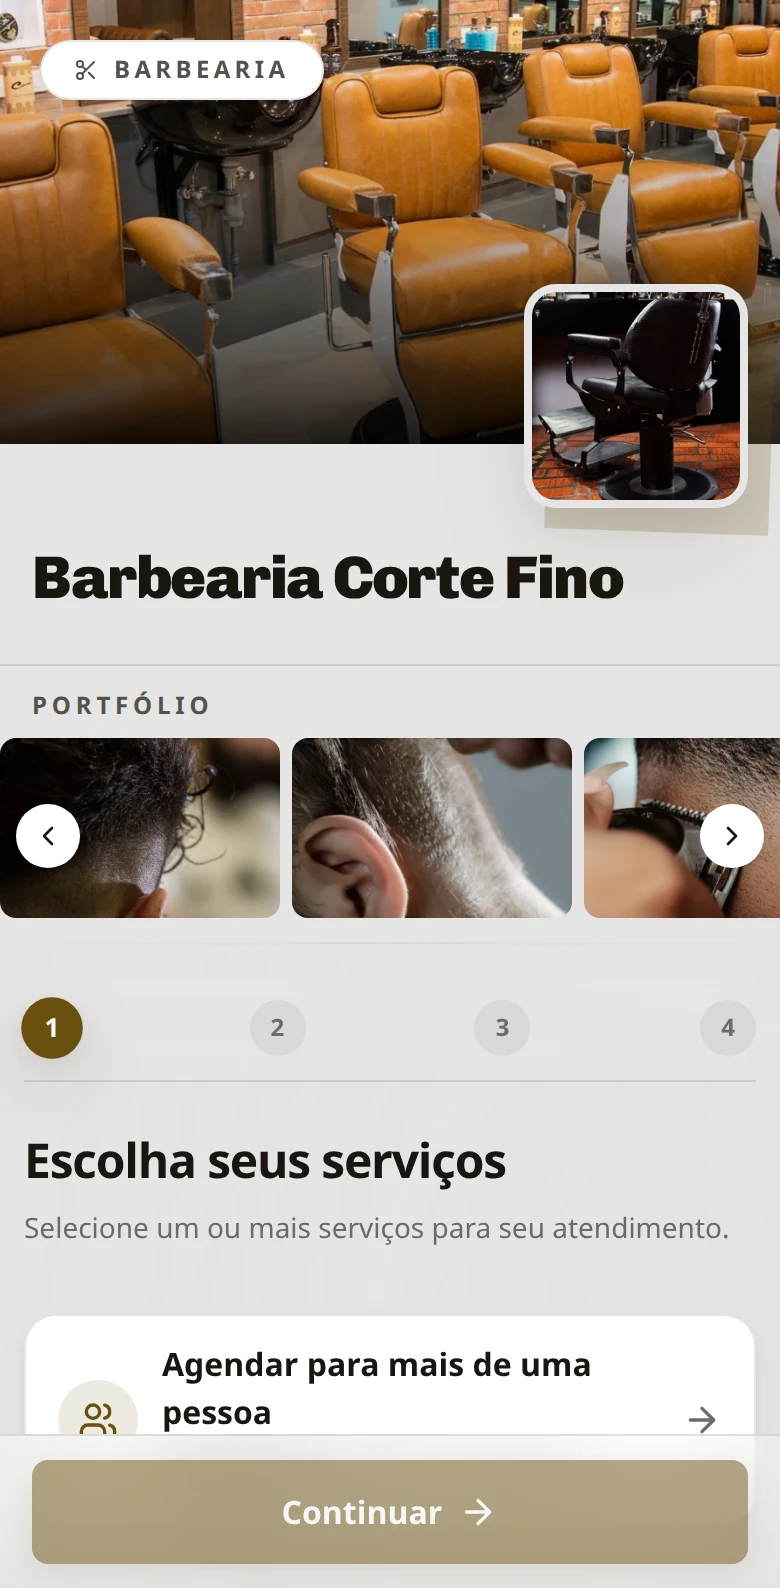 BARBEARIA
Barbearia Corte Fino
PORTFÓLIO
1 2 3 4
Escolha seus serviços
Selecione um ou mais serviços para seu atendimento.
Agendar para mais de uma
pessoa
Continuar